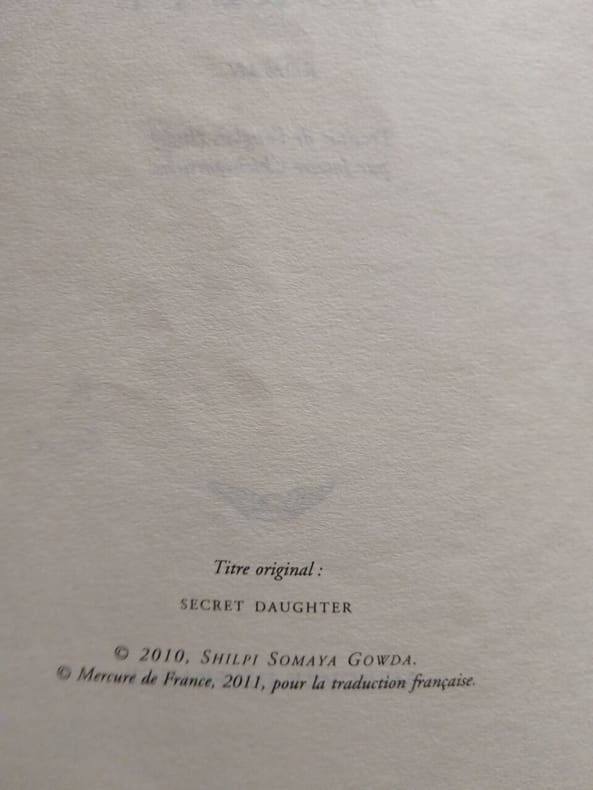 Titre original :
SECRET DAUGHTER
© 2010, SHILPI SOMAYA GOWDA.
© Mercure de France, 2011, pour la traduction française.